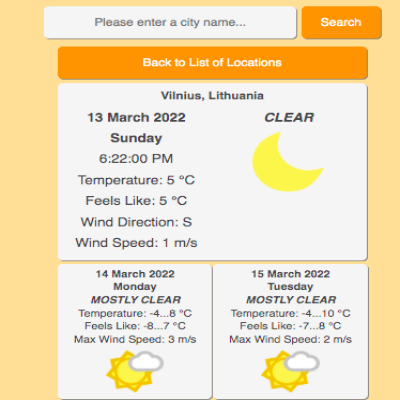 Please enter a city name...
Search
Back to List of Locations
Vilnius, Lithuania
13 March 2022
Sunday
6:22:00 PM
Temperature: 5 °C
Feels Like: 5 °C
Wind Direction: S
Wind Speed: 1 m/s
CLEAR
14 March 2022
Monday
MOSTLY CLEAR
Temperature: -4...8 °C
Feels Like: -8...7 °C
Max Wind Speed: 3 m/s
15 March 2022
Tuesday
MOSTLY CLEAR
Temperature: -4...10 °C
Feels Like: -7...8 °C
Max Wind Speed: 2 m/s